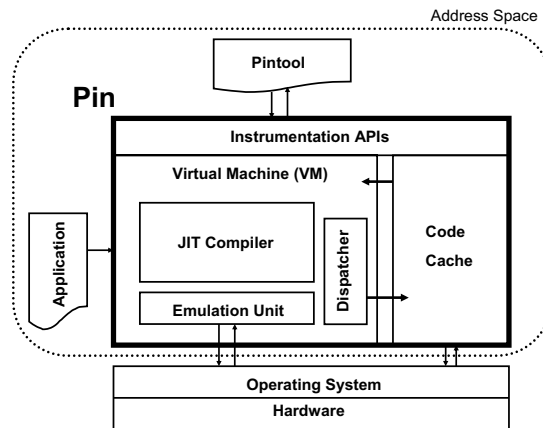 Address Space
Pintool
Pin
Instrumentation APIs
Virtual Machine (VM)
Application
JIT Compiler
Dispatcher
Code
Cache
Emulation Unit
Operating System
Hardware